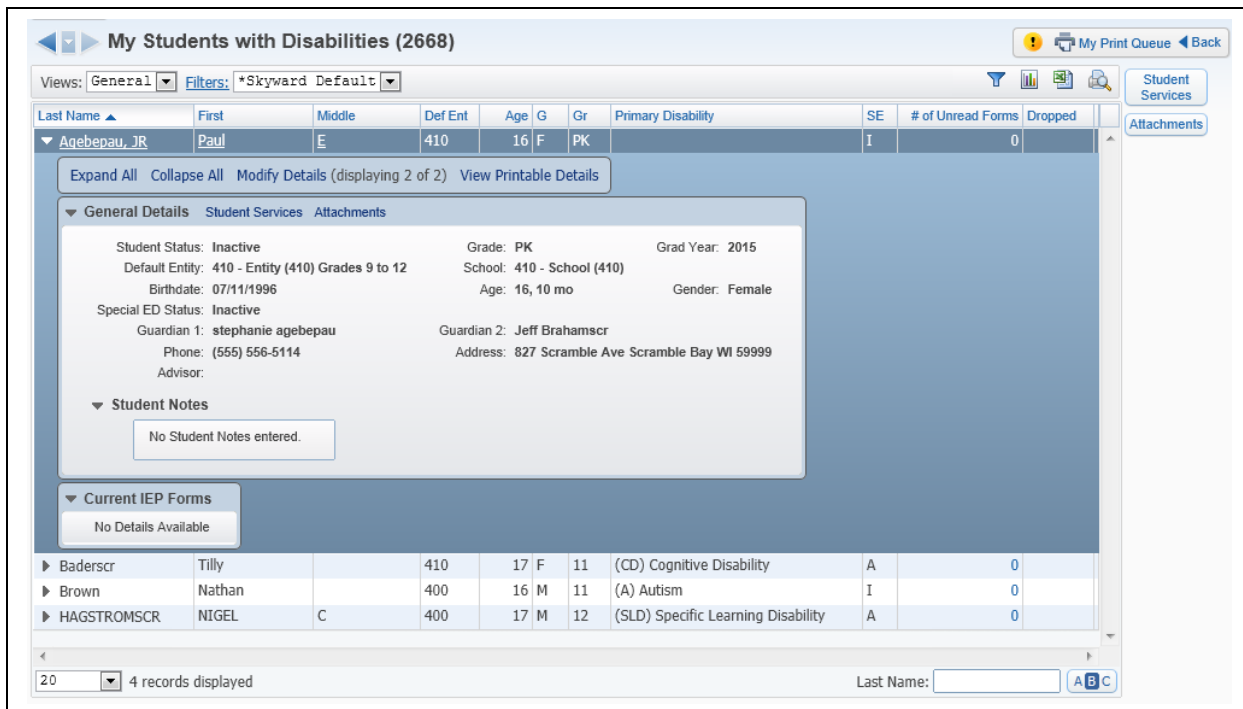 My Students with Disabilities (2668)
My Print Queue Back
Views: General Filters: *Skyward Default
Student Services
Attachments
Last Name First Middle Def Ent Age G Gr Primary Disability SE # of Unread Forms Dropped
Agebepau, JR Paul E 410 16 F PK I 0
Expand All Collapse All Modify Details (displaying 2 of 2) View Printable Details
General Details Student Services Attachments
Student Status: Inactive Grade: PK Grad Year: 2015
Default Entity: 410 - Entity (410) Grades 9 to 12 School: 410 - School (410)
Birthdate: 07/11/1996 Age: 16, 10 mo Gender: Female
Special ED Status: Inactive
Guardian 1: stephanie agebepau Guardian 2: Jeff Brahamscr
Phone: (555) 556-5114 Address: 827 Scramble Ave Scramble Bay WI 59999
Advisor:
Student Notes
No Student Notes entered.
Current IEP Forms
No Details Available
Baderscr Tilly 410 17 F 11 (CD) Cognitive Disability A 0
Brown Nathan 400 16 M 11 (A) Autism I 0
HAGSTROMSCR NIGEL C 400 17 M 12 (SLD) Specific Learning Disability A 0
20 4 records displayed Last Name: A B C